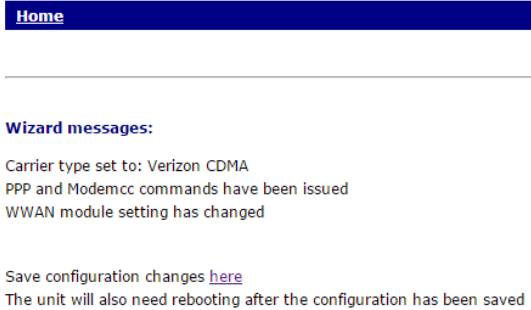 Home
Wizard messages:
Carrier type set to: Verizon CDMA
PPP and Modemcc commands have been issued
WWAN module setting has changed
Save configuration changes here
The unit will also need rebooting after the configuration has been saved